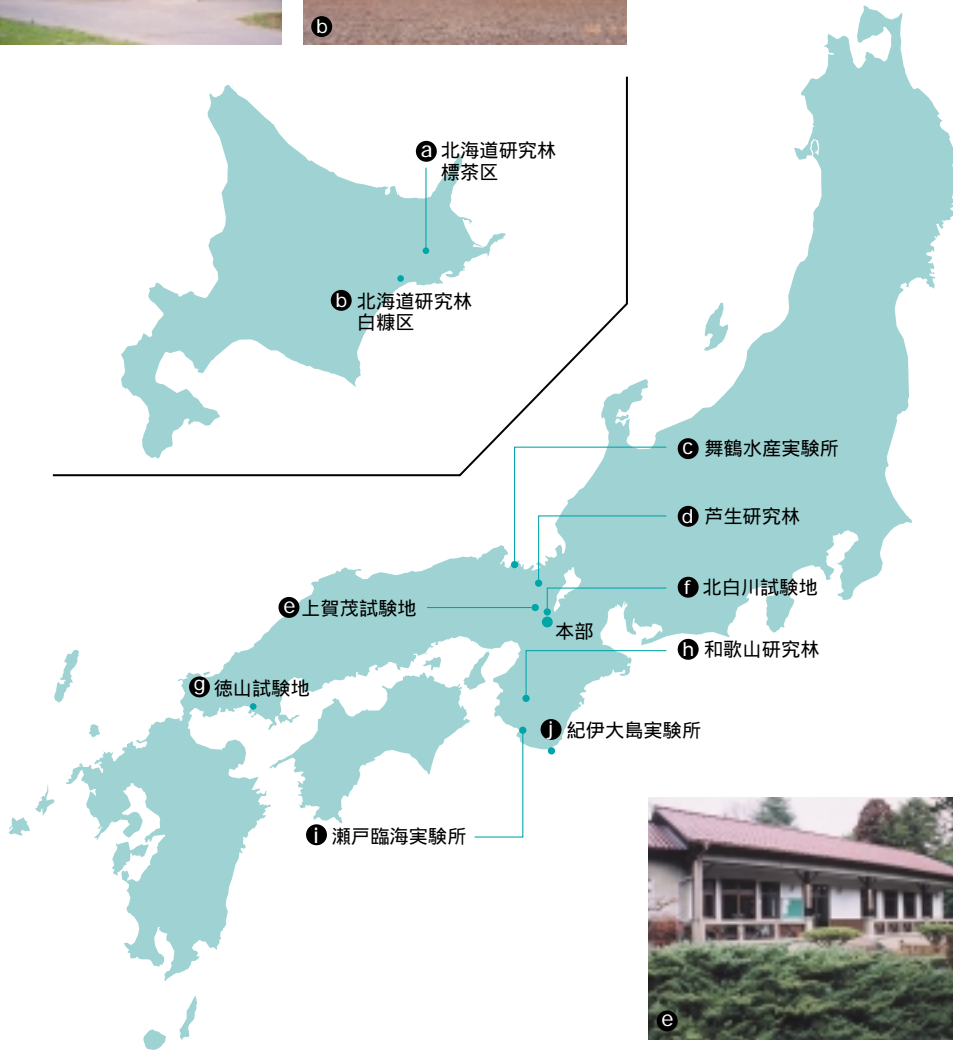 b
a 北海道研究林
標茶区
b 北海道研究林
白糠区
c 舞鶴水産実験所
d 芦生研究林
f 北白川試験地
e 上賀茂試験地
本部
h 和歌山研究林
g 徳山試験地
j 紀伊大島実験所
i 瀬戸臨海実験所
e